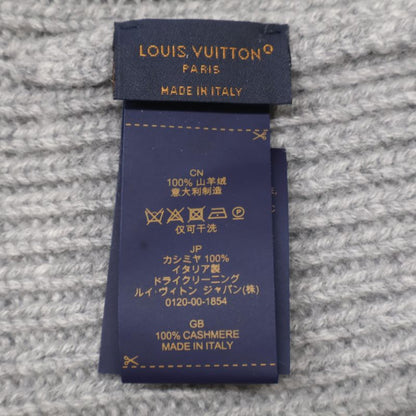 LOUIS VUITTON
PARIS
MADE IN ITALY
CN
100% 山羊绒
意大利制造
P
仅可干洗
JP
カシミヤ 100%
イタリア製
ドライクリーニング
ルイ・ヴィトン ジャパン(株)
0120-00-1854
GB
100% CASHMERE
MADE IN ITALY